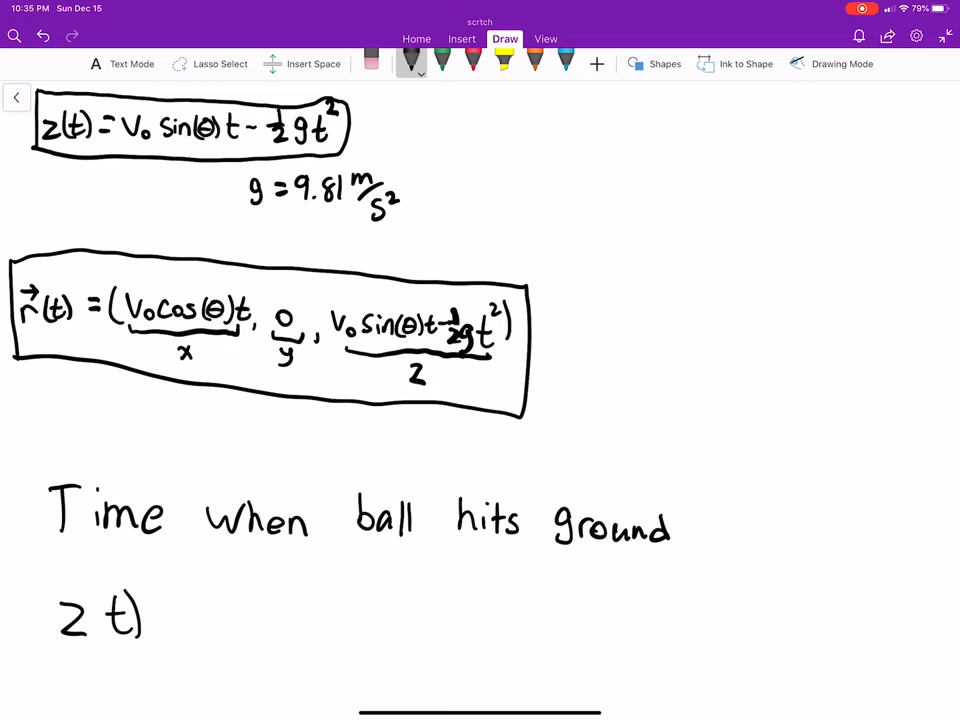 10:35 PM Sun Dec 15
79%
scrtch
Home Insert Draw View
A Text Mode Lasso Select Insert Space Shapes Ink to Shape Drawing Mode
z(t) = V₀ sin(θ) t - ½ g t²
g = 9.81 m/s²
r⃗(t) = (V₀cos(θ)t, 0, V₀ sin(θ)t - ½gt²)
x y z
Time when ball hits ground
z t)